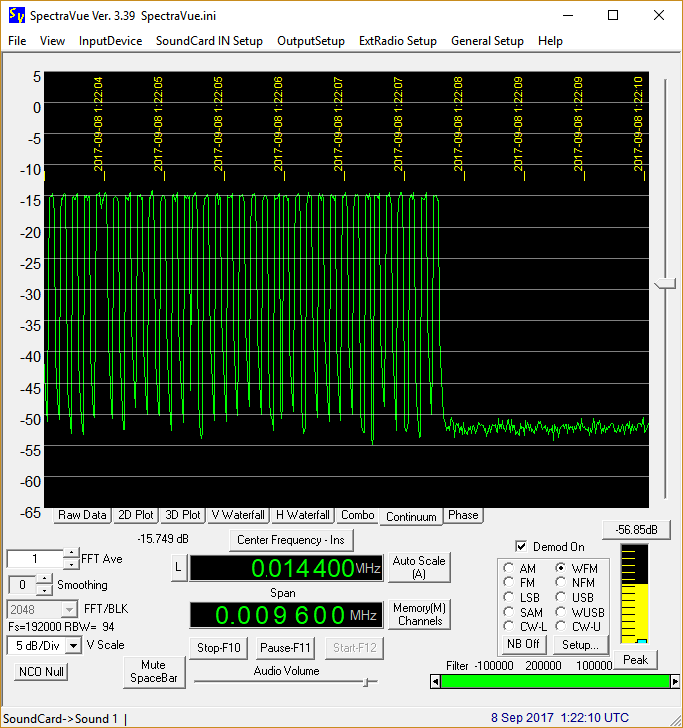 SV SpectraVue Ver. 3.39 SpectraVue.ini
File View InputDevice SoundCard IN Setup OutputSetup ExtRadio Setup General Setup Help
5
0
-5
-10
-15
-20
-25
-30
-35
-40
-45
-50
-55
-60
-65
2017-09-08 1:22:04
2017-09-08 1:22:05
2017-09-08 1:22:05
2017-09-08 1:22:06
2017-09-08 1:22:07
2017-09-08 1:22:07
2017-09-08 1:22:08
2017-09-08 1:22:09
2017-09-08 1:22:09
2017-09-08 1:22:10
Raw Data 2D Plot 3D Plot V Waterfall H Waterfall Combo Continuum Phase
-15.749 dB Center Frequency - Ins
-56.85dB
1 FFT Ave
L 0.014400 MHz
Auto Scale
(A)
Demod On
0 Smoothing
Span
AM WFM
FM NFM
LSB USB
SAM WUSB
CW-L CW-U
2048 FFT/BLK
0.009600 MHz
Memory(M)
Channels
Fs=192000 RBW= 94
5 dB/Div V Scale
Stop-F10 Pause-F11 Start-F12
NB Off Setup...
Peak
NCO Null
Mute
SpaceBar
Audio Volume
Filter -100000 200000 100000
SoundCard->Sound 1 |
8 Sep 2017 1:22:10 UTC